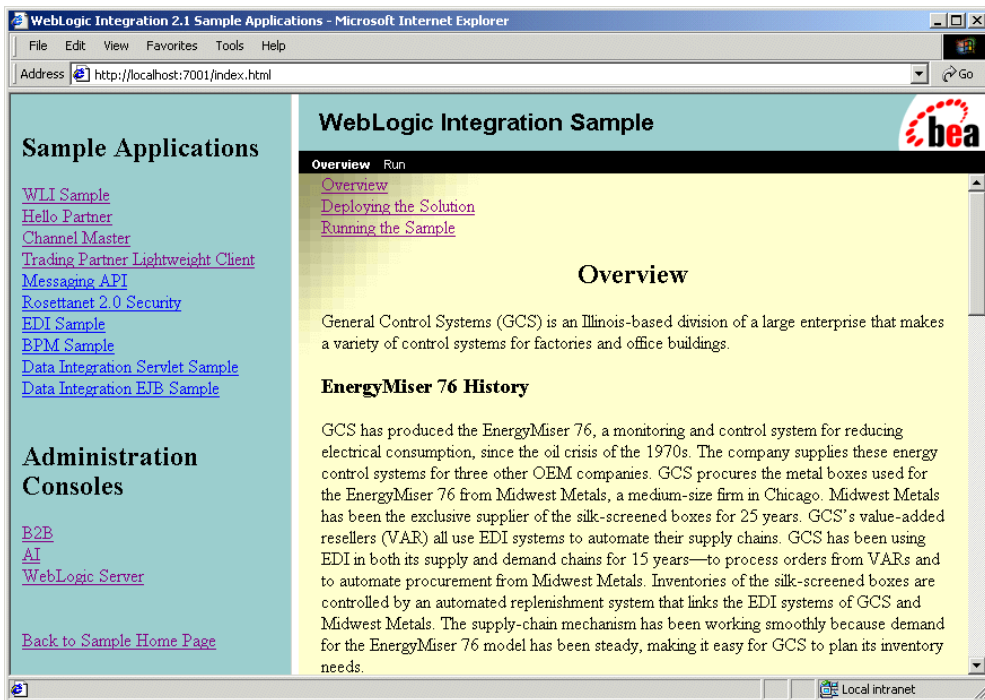 WebLogic Integration 2.1 Sample Applications - Microsoft Internet Explorer
File Edit View Favorites Tools Help
Address http://localhost:7001/index.html Go
Sample Applications
WLI Sample
Hello Partner
Channel Master
Trading Partner Lightweight Client
Messaging API
Rosettanet 2.0 Security
EDI Sample
BPM Sample
Data Integration Servlet Sample
Data Integration EJB Sample
Administration
Consoles
B2B
AI
WebLogic Server
Back to Sample Home Page
WebLogic Integration Sample
bea
Overview Run
Overview
Deploying the Solution
Running the Sample
Overview
General Control Systems (GCS) is an Illinois-based division of a large enterprise that makes
a variety of control systems for factories and office buildings.
EnergyMiser 76 History
GCS has produced the EnergyMiser 76, a monitoring and control system for reducing
electrical consumption, since the oil crisis of the 1970s. The company supplies these energy
control systems for three other OEM companies. GCS procures the metal boxes used for
the EnergyMiser 76 from Midwest Metals, a medium-size firm in Chicago. Midwest Metals
has been the exclusive supplier of the silk-screened boxes for 25 years. GCS's value-added
resellers (VAR) all use EDI systems to automate their supply chains. GCS has been using
EDI in both its supply and demand chains for 15 years—to process orders from VARs and
to automate procurement from Midwest Metals. Inventories of the silk-screened boxes are
controlled by an automated replenishment system that links the EDI systems of GCS and
Midwest Metals. The supply-chain mechanism has been working smoothly because demand
for the EnergyMiser 76 model has been steady, making it easy for GCS to plan its inventory
needs.
Local intranet